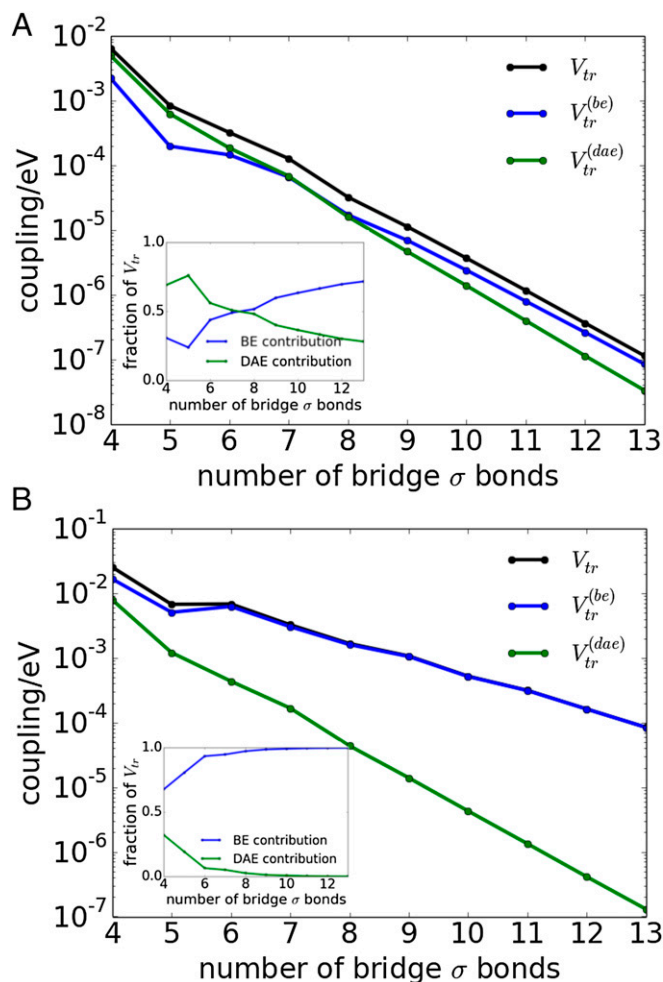 A
10^-2
10^-3
10^-4
10^-5
10^-6
10^-7
10^-8
coupling/eV
V_tr
V_tr^(be)
V_tr^(dae)
1.0
0.5
0.0
fraction of V_tr
BE contribution
DAE contribution
4 6 8 10 12
number of bridge σ bonds
4 5 6 7 8 9 10 11 12 13
number of bridge σ bonds
B
10^-1
10^-2
10^-3
10^-4
10^-5
10^-6
10^-7
coupling/eV
V_tr
V_tr^(be)
V_tr^(dae)
1.0
0.5
0.0
fraction of V_tr
BE contribution
DAE contribution
4 6 8 10 12
number of bridge σ bonds
4 5 6 7 8 9 10 11 12 13
number of bridge σ bonds